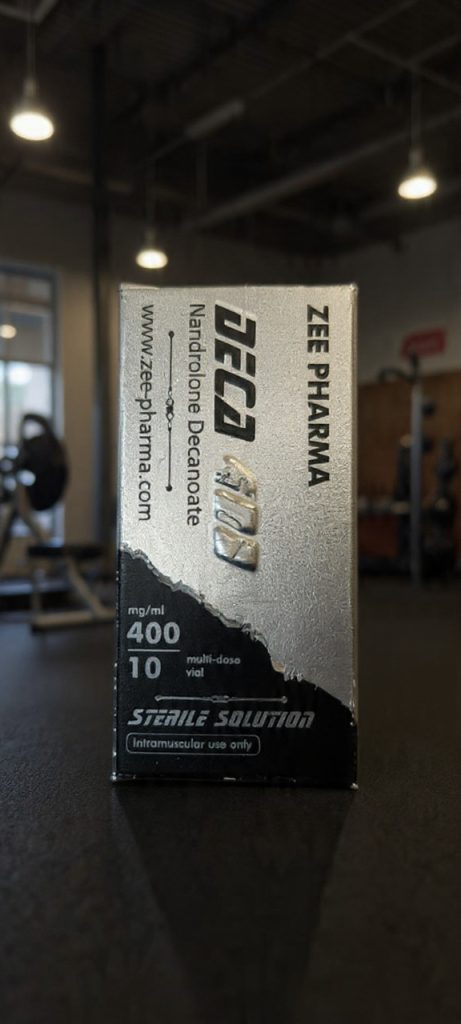 ZEE PHARMA
DECA 400
Nandrolone Decanoate
www.zee-pharma.com
mg/ml
400
10
multi-dose
vial
STERILE SOLUTION
Intramuscular use only